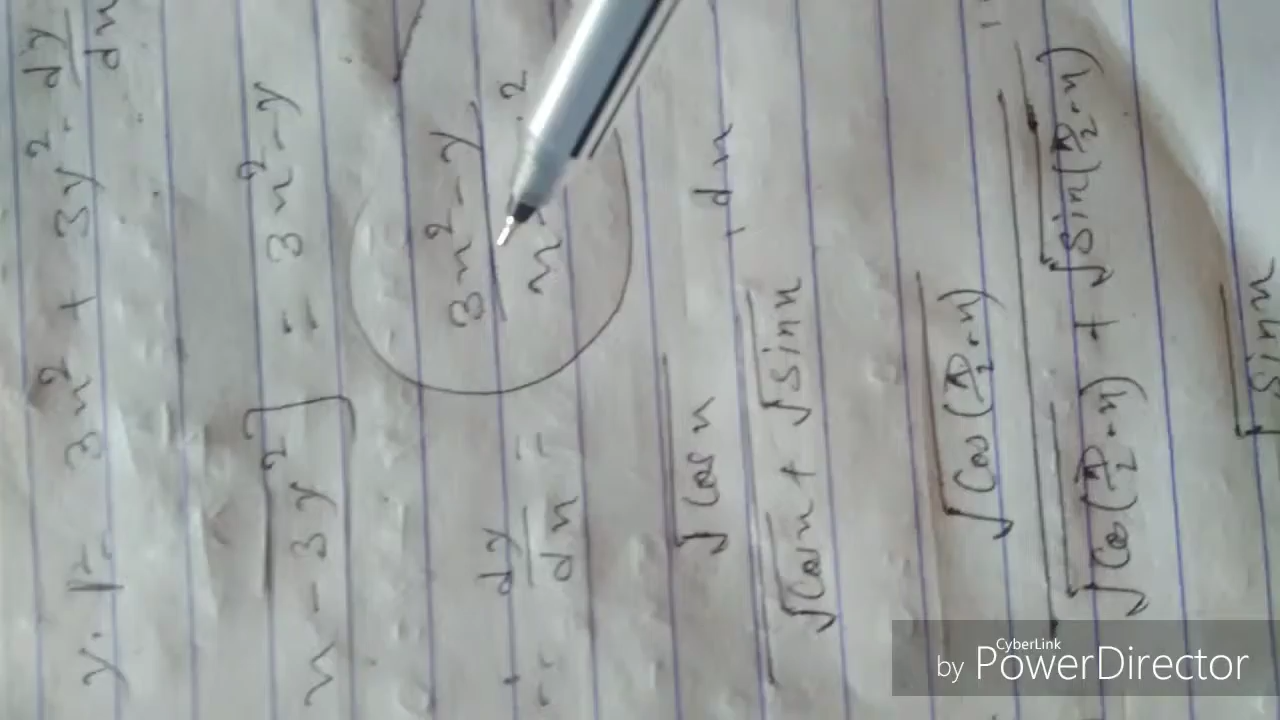 y. 1 = 3x² + 3y². dy/dx
x - 3y²] = 3x² - y
∴ dy/dx = 3x² - y / x
√cos x / √cos x + √sin x , dx
√cos(π/2 - x) / √cos(π/2 - x) + √sin(π/2 - x)
√sin x
CyberLink
by PowerDirector